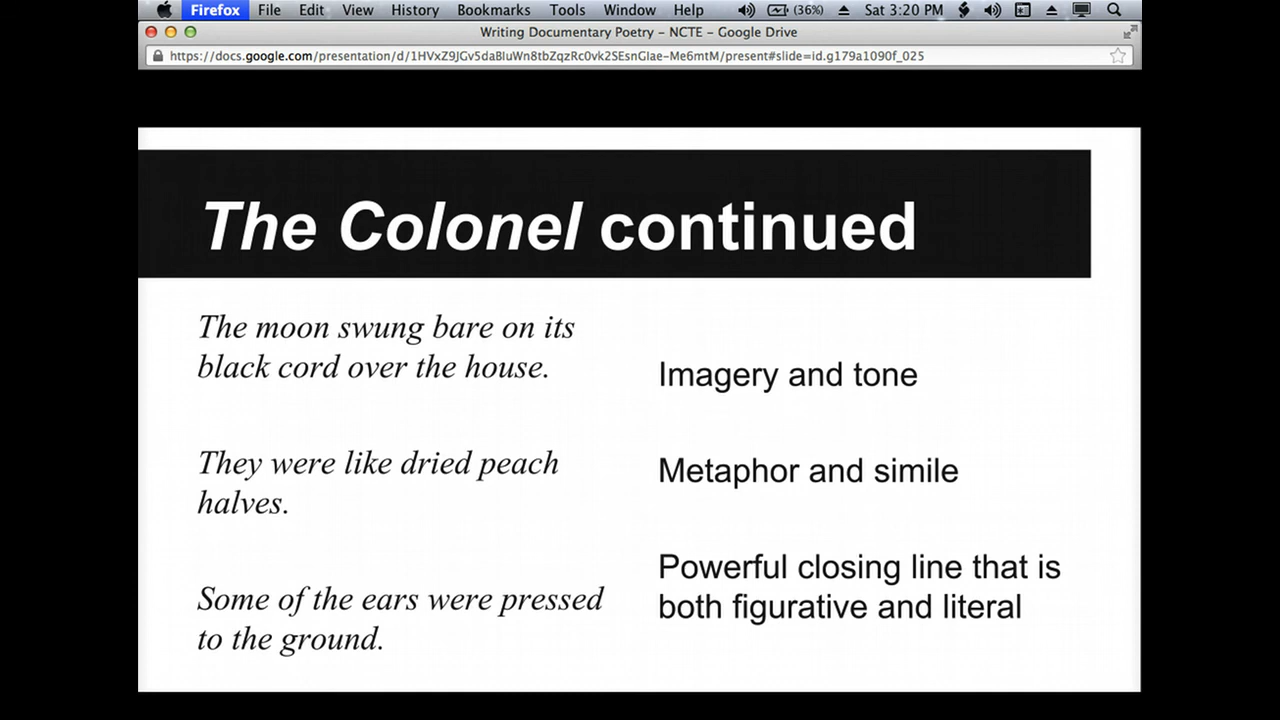 Firefox File Edit View History Bookmarks Tools Window Help (36%) Sat 3:20 PM
Writing Documentary Poetry – NCTE – Google Drive
https://docs.google.com/presentation/d/1HVxZ9JGv5daBluWn8tbZqzRc0vk2SEsnGIae-Me6mtM/present#slide=id.g179a1090f_025
The Colonel continued
The moon swung bare on its
black cord over the house.
Imagery and tone
They were like dried peach
halves.
Metaphor and simile
Some of the ears were pressed
to the ground.
Powerful closing line that is
both figurative and literal